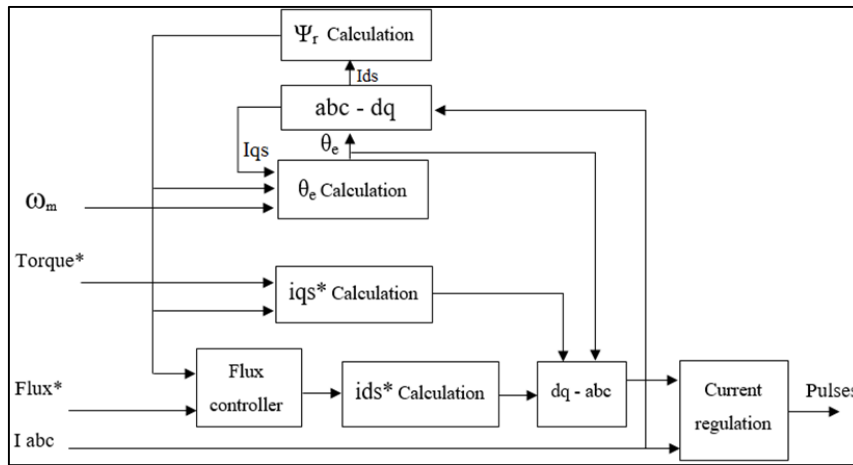 Ψr Calculation
Ids
abc - dq
θe
Iqs
θe Calculation
ωm
Torque*
iqs* Calculation
Flux*
Flux
controller
ids* Calculation
dq - abc
Current
regulation
Pulses
I abc